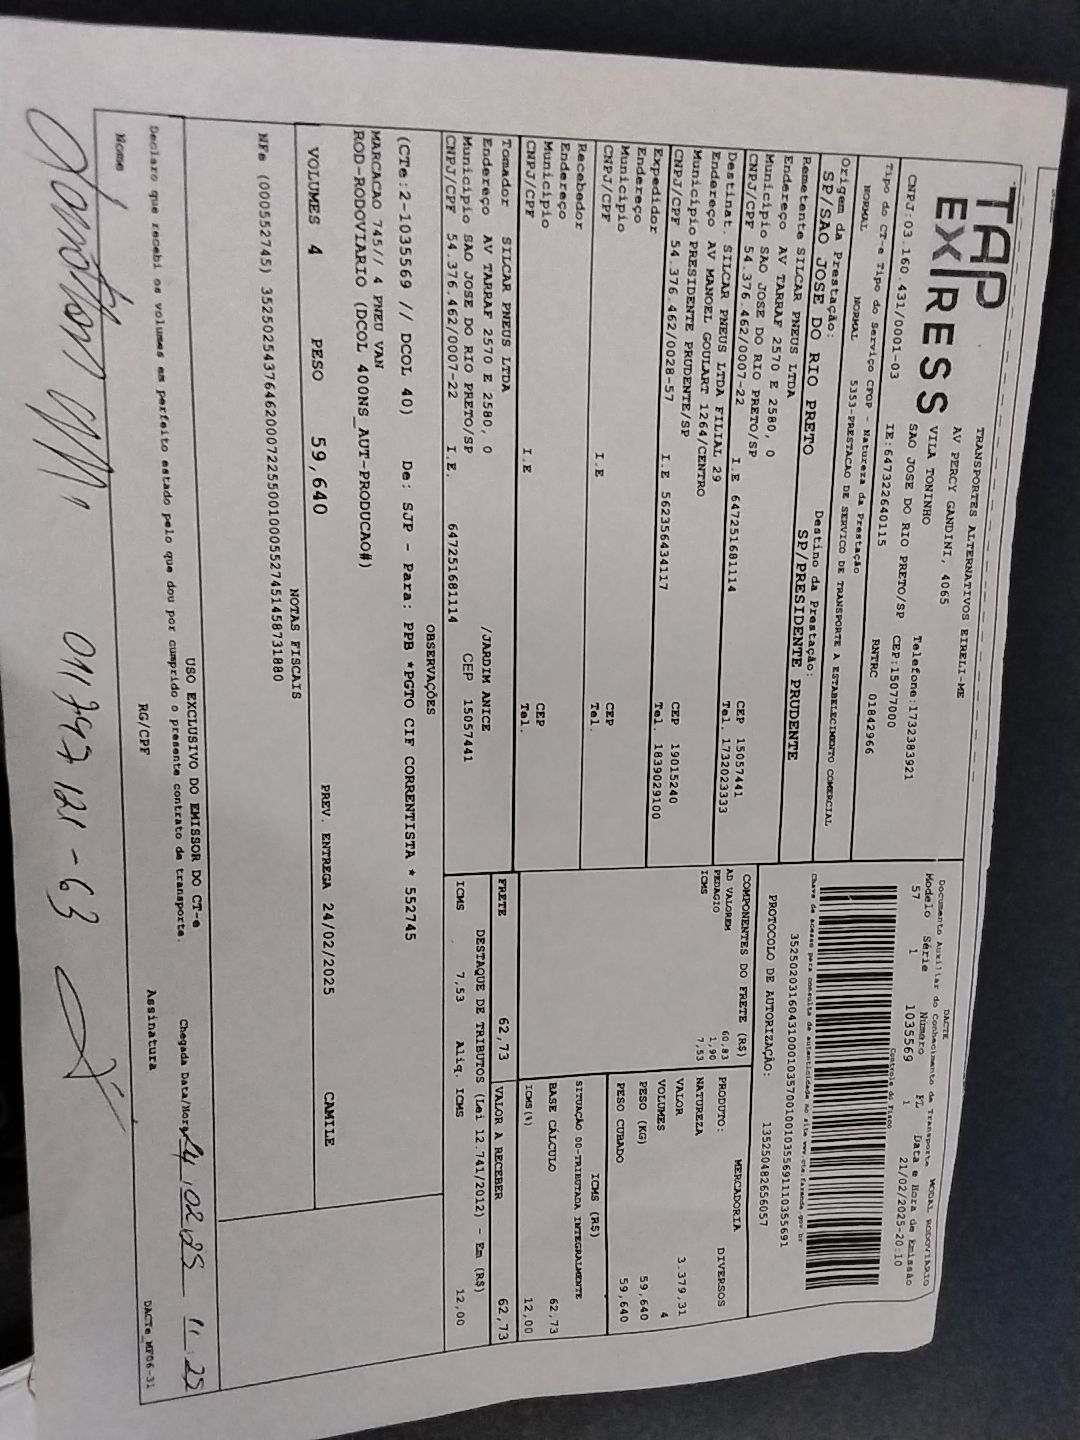 TAP
EXPRESS
TRANSPORTES ALTERNATIVOS EIRELI-ME
AV PERCY GANDINI, 4065
VILA TONINHO
SAO JOSE DO RIO PRETO/SP
Telefone:1732383921
CEP:15077000
CNPJ:03.160.431/0001-03
IE:647322640115
RNTRC 01842966
Tipo do CT-e Tipo do Serviço CFOP - Natureza da Prestação
NORMAL NORMAL 5353-PRESTACAO DE SERVICO DE TRANSPORTE A ESTABELECIMENTO COMERCIAL
Origem da Prestação: Destino da Prestação:
SP/SAO JOSE DO RIO PRETO SP/PRESIDENTE PRUDENTE
DACTE
Documento Auxiliar do Conhecimento de Transporte MODAL RODOVIARIO
Modelo Série Número FL Data e Hora de Emissão
57 1 1035569 1 21/02/2025-20:10
Controle do Fisco
Chave de acesso para consulta de autenticidade no site www.cte.fazenda.gov.br
PROTOCOLO DE AUTORIZAÇÃO: 135250482656057
Remetente SILCAR PNEUS LTDA
Endereço AV TARRAF 2570 E 2580, 0
Municipio SAO JOSE DO RIO PRETO/SP CEP 15057441
CNPJ/CPF 54.376.462/0007-22 I.E 647251681114 Tel. 1732023333
Destinat. SILCAR PNEUS LTDA FILIAL 29
Endereço AV MANOEL GOULART 1264/CENTRO
Municipio PRESIDENTE PRUDENTE/SP CEP 19015240
CNPJ/CPF 54.376.462/0028-57 I.E 562356434117 Tel. 1839029100
Expedidor
Endereço
Municipio CEP
CNPJ/CPF I.E Tel.
Recebedor
Endereço
Municipio CEP
CNPJ/CPF I.E Tel.
Tomador SILCAR PNEUS LTDA
Endereço AV TARRAF 2570 E 2580, 0 /JARDIM ANICE
Municipio SAO JOSE DO RIO PRETO/SP CEP 15057441
CNPJ/CPF 54.376.462/0007-22 I.E. 647251681114
COMPONENTES DO FRETE (R$)
AD VALOREM 60,83
PEDAGIO 1,90
ICMS 7,53
MERCADORIA
PRODUTO: DIVERSOS
NATUREZA
VALOR 3.379,31
VOLUMES 4
PESO (KG) 59,640
PESO CUBADO 59,640
ICMS (R$)
SITUAÇÃO 00-TRIBUTADA INTEGRALMENTE
BASE CÁLCULO 62,73
ICMS(%) 12,00
FRETE 62,73 VALOR A RECEBER 62,73
DESTAQUE DE TRIBUTOS (Lei 12.741/2012) - Em (R$)
ICMS 7,53 Aliq. ICMS 12,00
OBSERVAÇÕES
(CTe:2-1035569 // DCOL 40) De: SJP - Para: PPB *PGTO CIF CORRENTISTA * 552745
MARCACAO 745// 4 PNEU VAN
ROD-RODOVIARIO (DCOL 400NS_AUT-PRODUCAO#)
VOLUMES 4 PESO 59,640 PREV. ENTREGA 24/02/2025 CAMILE
NOTAS FISCAIS
USO EXCLUSIVO DO EMISSOR DO CT-e
Declaro que recebi os volumes em perfeito estado pelo que dou por cumprido o presente contrato de transporte.
Chegada Data/Hora 24 02 25 11:25
Nome RG/CPF Assinatura
DACTe_MF06-31